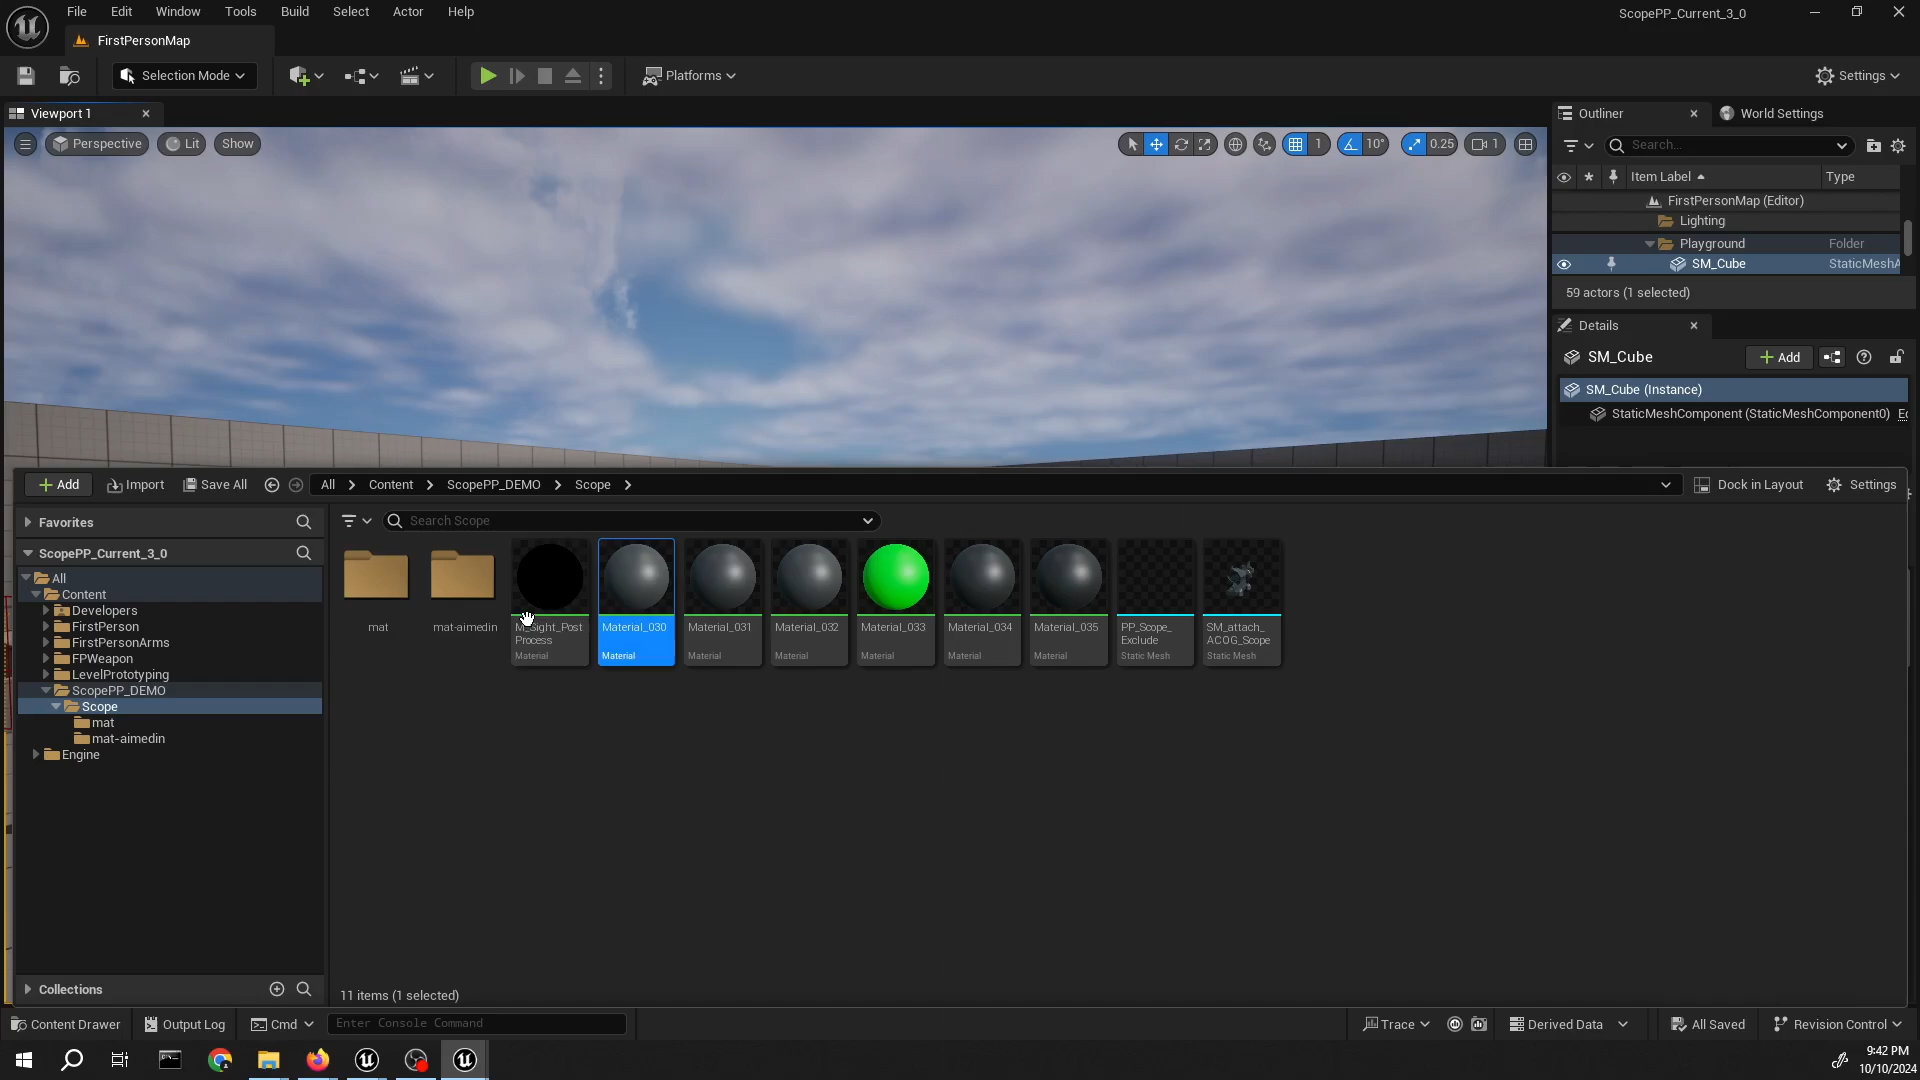 File Edit Window Tools Build Select Actor Help
ScopePP_Current_3_0
FirstPersonMap
Selection Mode
Platforms
Settings
Viewport 1
Perspective Lit Show
1 10° 0.25 1
Outliner World Settings
Search...
Item Label Type
FirstPersonMap (Editor)
Lighting
Playground Folder
SM_Cube StaticMeshA
59 actors (1 selected)
Details
SM_Cube
Add
SM_Cube (Instance)
StaticMeshComponent (StaticMeshComponent0)
Add Import Save All All Content ScopePP_DEMO Scope
Dock in Layout Settings
Favorites
ScopePP_Current_3_0
All
Content
Developers
FirstPerson
FirstPersonArms
FPWeapon
LevelPrototyping
ScopePP_DEMO
Scope
mat
mat-aimedin
Engine
Collections
Search Scope
mat
mat-aimedin
M_Sight_Post
Process
Material
Material_030
Material
Material_031
Material
Material_032
Material
Material_033
Material
Material_034
Material
Material_035
Material
PP_Scope_
Exclude
Static Mesh
SM_attach_
ACOG_Scope
Static Mesh
11 items (1 selected)
Content Drawer Output Log Cmd Enter Console Command
Trace Derived Data All Saved Revision Control
9:42 PM
10/10/2024